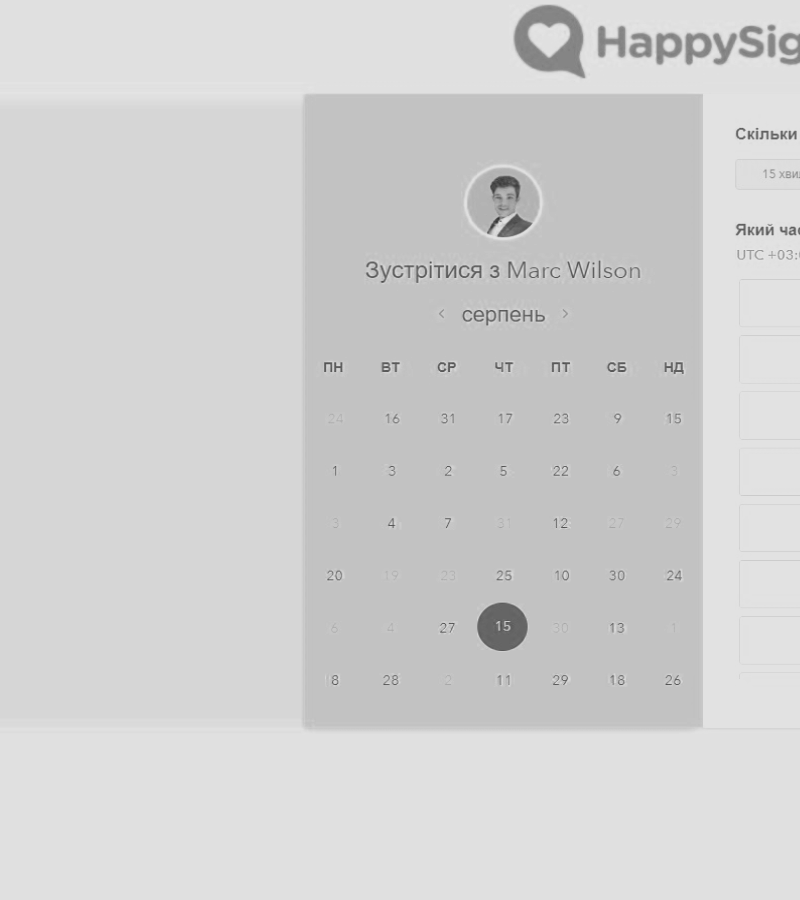 HappySig
Зустрітися з Marc Wilson
< серпень >
ПН ВТ СР ЧТ ПТ СБ НД
24 16 31 17 23 9 15
1 3 2 5 22 6 3
3 4 7 31 12 27 29
20 19 23 25 10 30 24
6 4 27 15 30 13 1
8 28 2 11 29 18 26
Скільки
15 хви
Який час
UTC +03:0